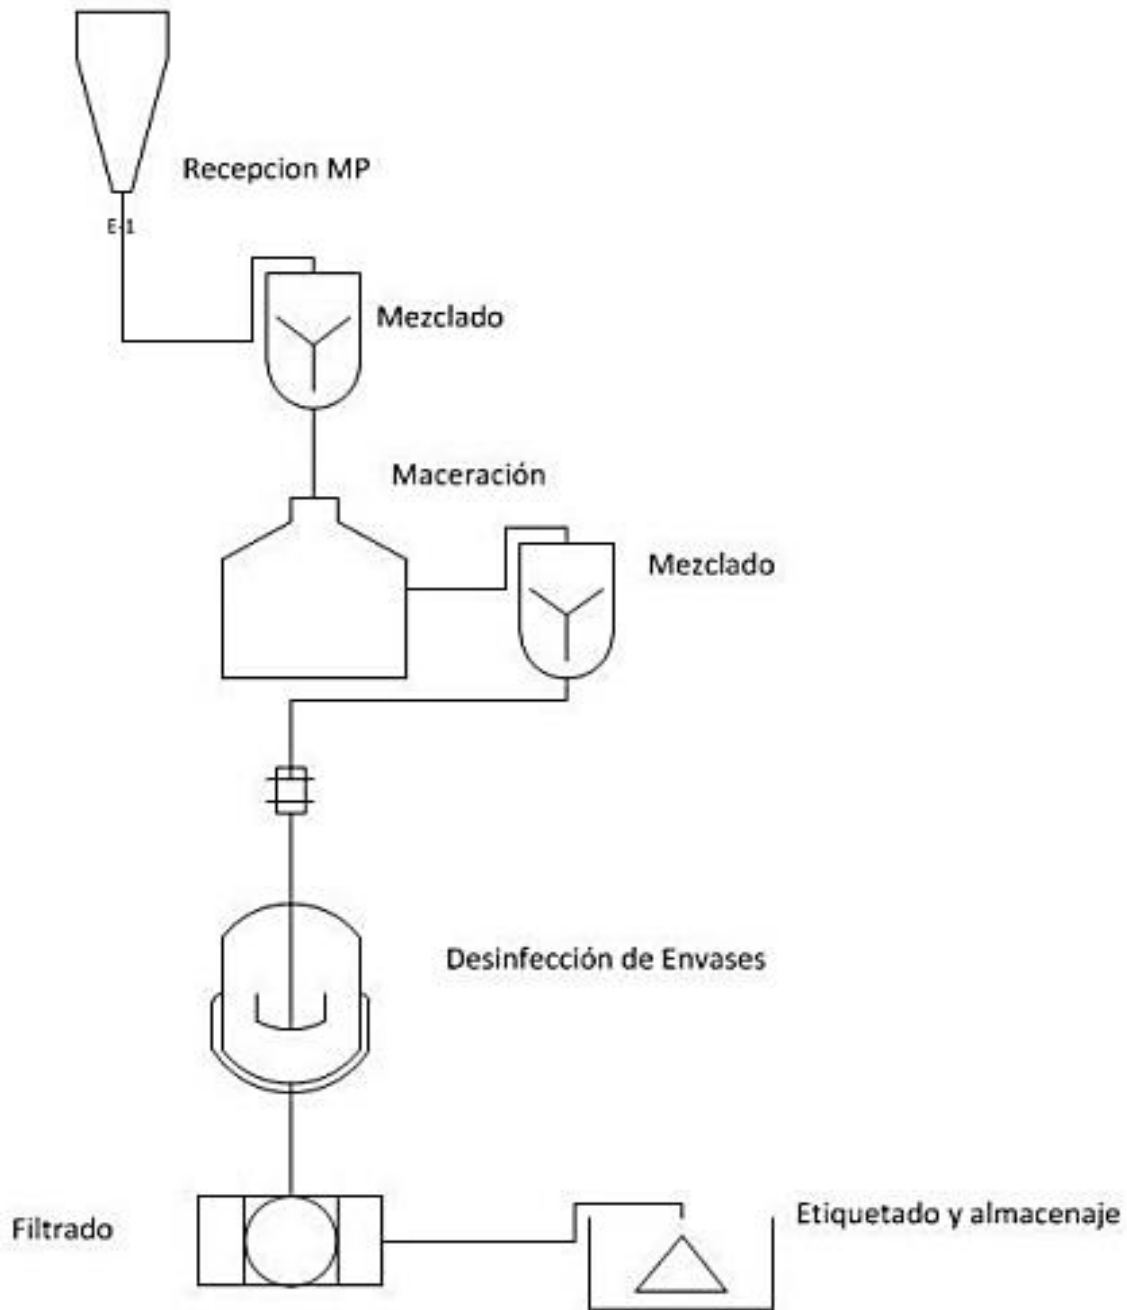 Recepcion MP
E-1
Mezclado
Maceración
Mezclado
Desinfección de Envases
Filtrado
Etiquetado y almacenaje